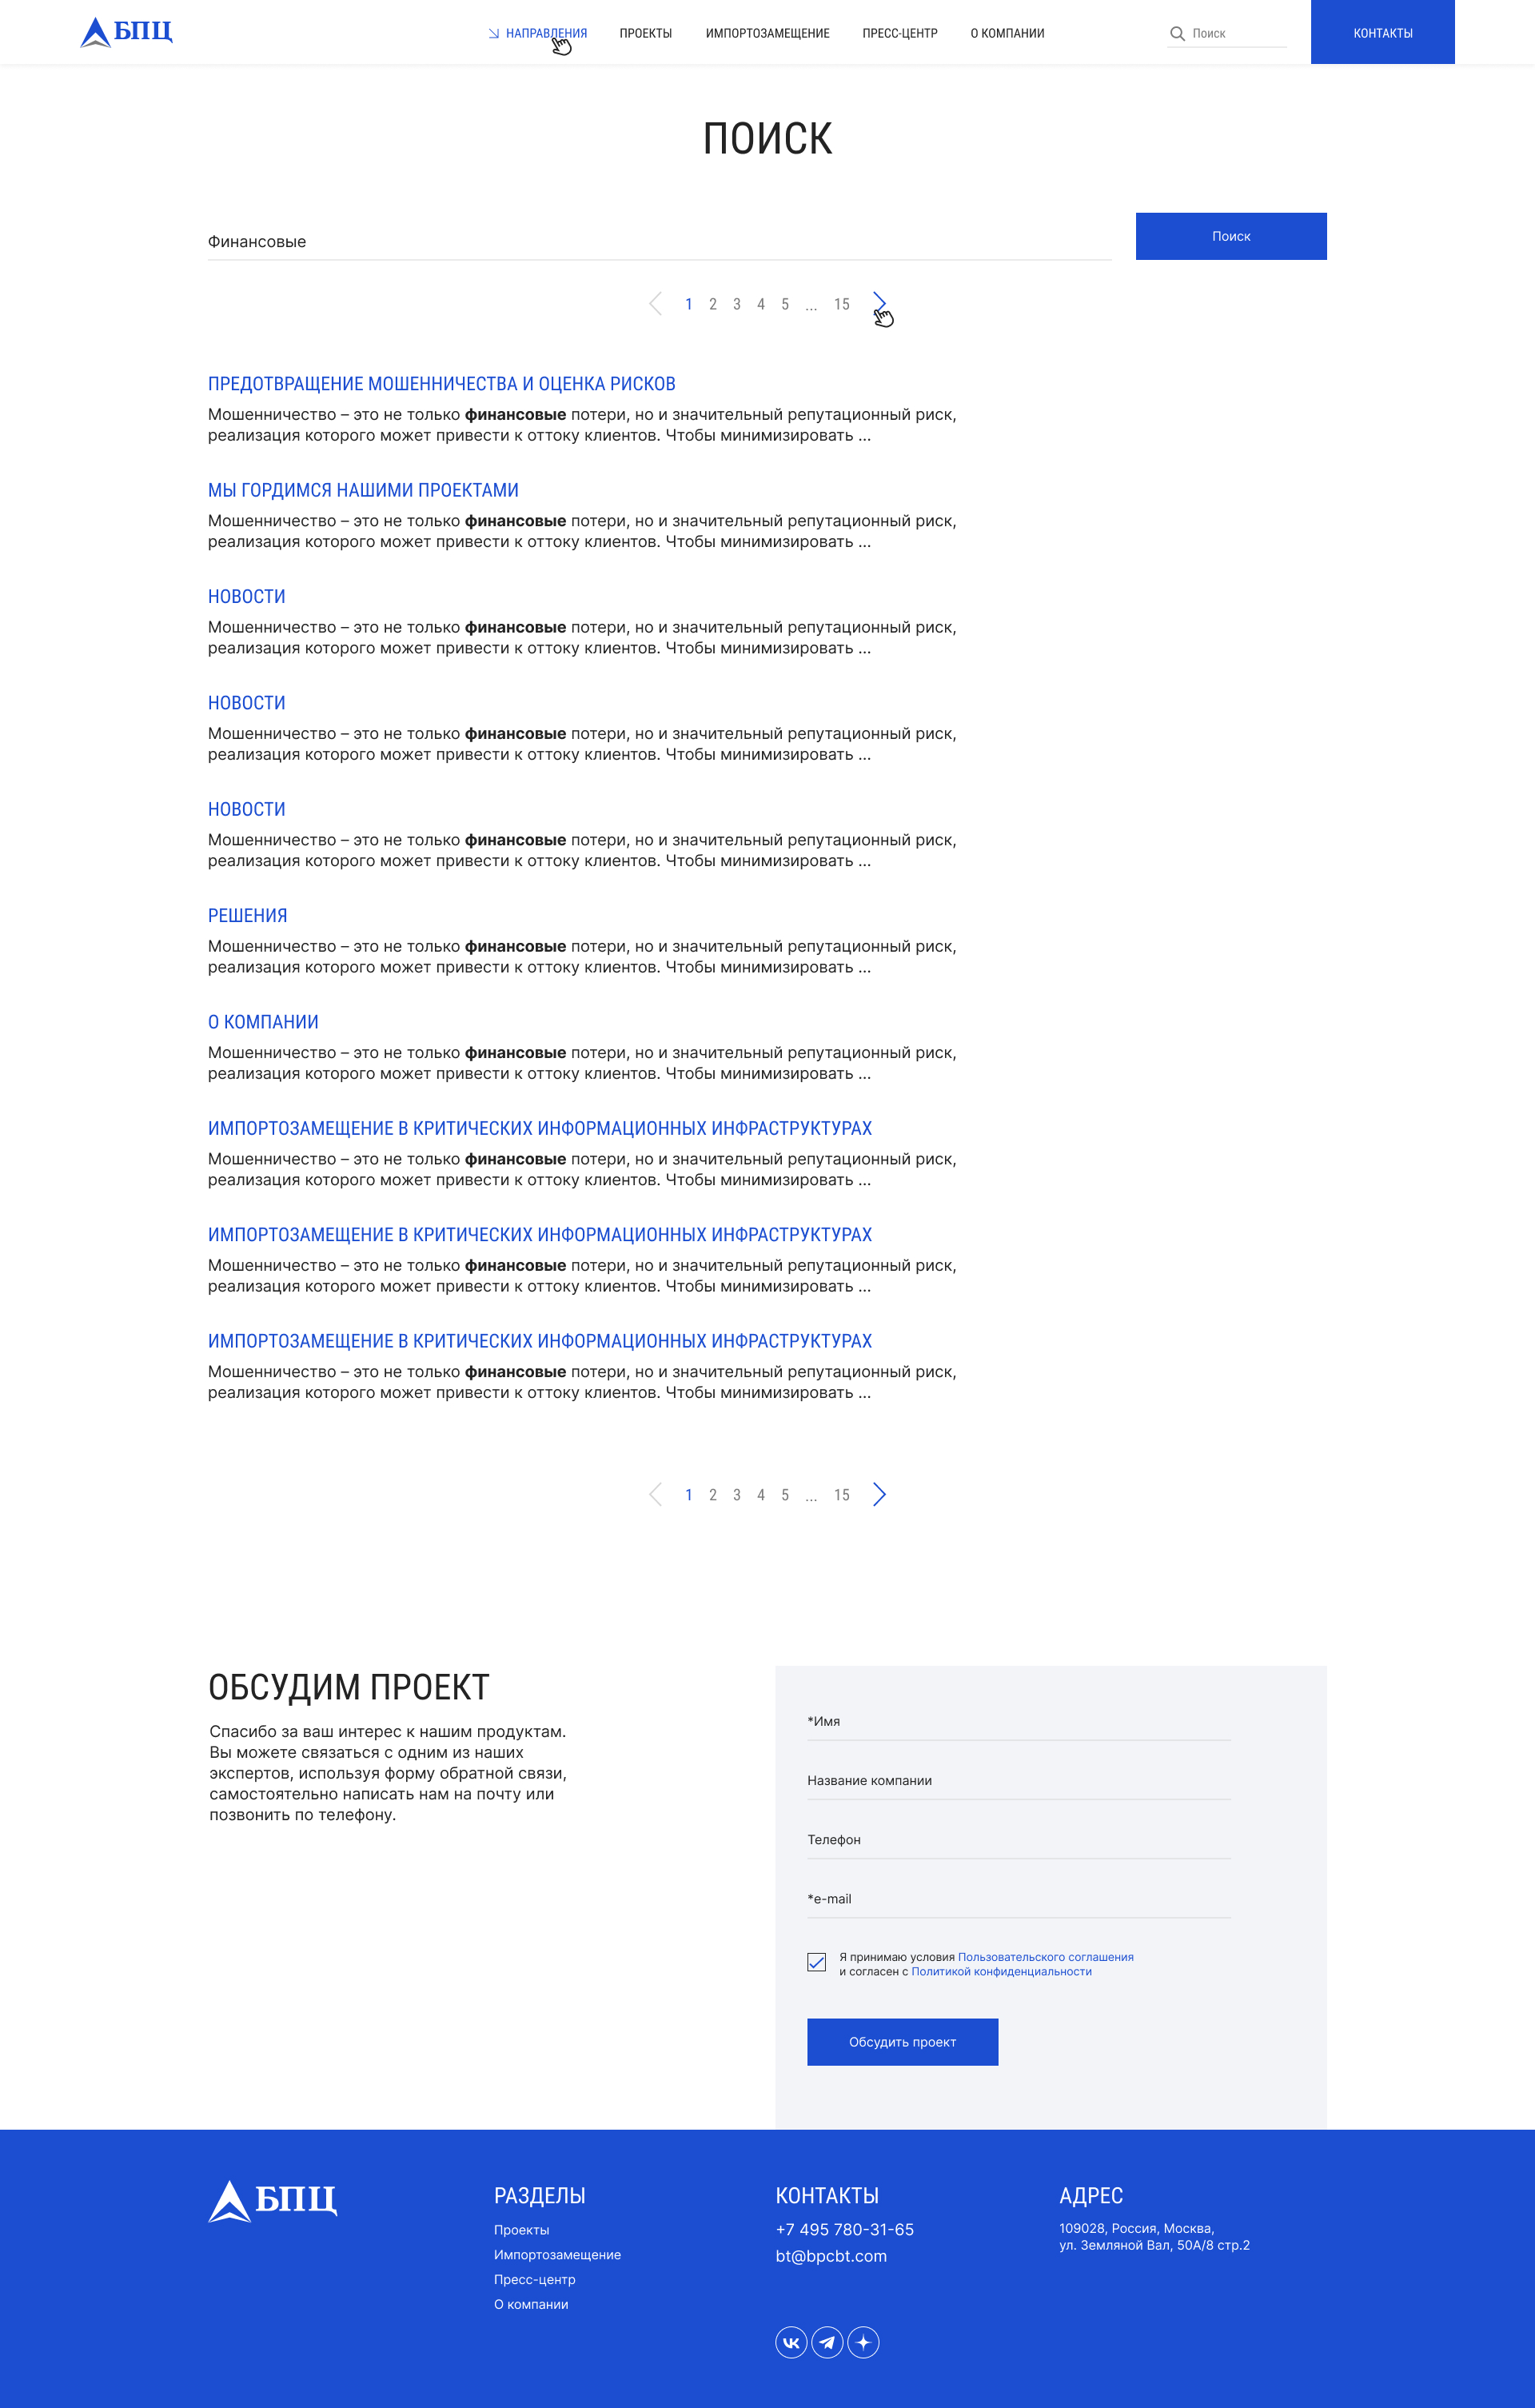 БПЦ
НАПРАВЛЕНИЯ
ПРОЕКТЫ
ИМПОРТОЗАМЕЩЕНИЕ
ПРЕСС-ЦЕНТР
О КОМПАНИИ
Поиск
КОНТАКТЫ
ПОИСК
Финансовые
Поиск
1 2 3 4 5 ... 15
ПРЕДОТВРАЩЕНИЕ МОШЕННИЧЕСТВА И ОЦЕНКА РИСКОВ
Мошенничество – это не только финансовые потери, но и значительный репутационный риск,
реализация которого может привести к оттоку клиентов. Чтобы минимизировать ...
МЫ ГОРДИМСЯ НАШИМИ ПРОЕКТАМИ
Мошенничество – это не только финансовые потери, но и значительный репутационный риск,
реализация которого может привести к оттоку клиентов. Чтобы минимизировать ...
НОВОСТИ
Мошенничество – это не только финансовые потери, но и значительный репутационный риск,
реализация которого может привести к оттоку клиентов. Чтобы минимизировать ...
НОВОСТИ
Мошенничество – это не только финансовые потери, но и значительный репутационный риск,
реализация которого может привести к оттоку клиентов. Чтобы минимизировать ...
НОВОСТИ
Мошенничество – это не только финансовые потери, но и значительный репутационный риск,
реализация которого может привести к оттоку клиентов. Чтобы минимизировать ...
РЕШЕНИЯ
Мошенничество – это не только финансовые потери, но и значительный репутационный риск,
реализация которого может привести к оттоку клиентов. Чтобы минимизировать ...
О КОМПАНИИ
Мошенничество – это не только финансовые потери, но и значительный репутационный риск,
реализация которого может привести к оттоку клиентов. Чтобы минимизировать ...
ИМПОРТОЗАМЕЩЕНИЕ В КРИТИЧЕСКИХ ИНФОРМАЦИОННЫХ ИНФРАСТРУКТУРАХ
Мошенничество – это не только финансовые потери, но и значительный репутационный риск,
реализация которого может привести к оттоку клиентов. Чтобы минимизировать ...
ИМПОРТОЗАМЕЩЕНИЕ В КРИТИЧЕСКИХ ИНФОРМАЦИОННЫХ ИНФРАСТРУКТУРАХ
Мошенничество – это не только финансовые потери, но и значительный репутационный риск,
реализация которого может привести к оттоку клиентов. Чтобы минимизировать ...
ИМПОРТОЗАМЕЩЕНИЕ В КРИТИЧЕСКИХ ИНФОРМАЦИОННЫХ ИНФРАСТРУКТУРАХ
Мошенничество – это не только финансовые потери, но и значительный репутационный риск,
реализация которого может привести к оттоку клиентов. Чтобы минимизировать ...
1 2 3 4 5 ... 15
ОБСУДИМ ПРОЕКТ
Спасибо за ваш интерес к нашим продуктам.
Вы можете связаться с одним из наших
экспертов, используя форму обратной связи,
самостоятельно написать нам на почту или
позвонить по телефону.
*Имя
Название компании
Телефон
*e-mail
Я принимаю условия Пользовательского соглашения
и согласен с Политикой конфиденциальности
Обсудить проект
БПЦ
РАЗДЕЛЫ
Проекты
Импортозамещение
Пресс-центр
О компании
КОНТАКТЫ
+7 495 780-31-65
bt@bpcbt.com
АДРЕС
109028, Россия, Москва,
ул. Земляной Вал, 50А/8 стр.2